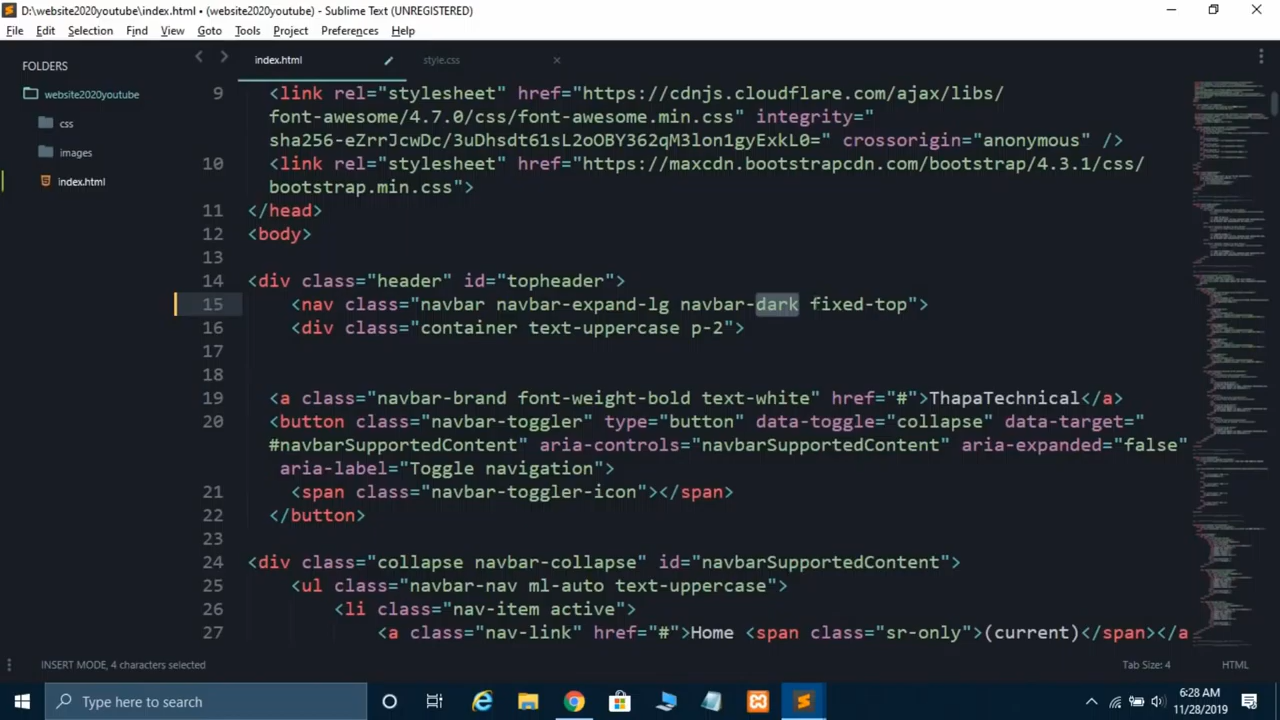 D:\website2020youtube\index.html • (website2020youtube) - Sublime Text (UNREGISTERED)
File Edit Selection Find View Goto Tools Project Preferences Help
FOLDERS
website2020youtube
css
images
index.html
index.html style.css
9 <link rel="stylesheet" href="https://cdnjs.cloudflare.com/ajax/libs/
font-awesome/4.7.0/css/font-awesome.min.css" integrity="
sha256-eZrrJcwDc/3uDhsdt61sL2oOBY362qM3lon1gyExkL0=" crossorigin="anonymous" />
10 <link rel="stylesheet" href="https://maxcdn.bootstrapcdn.com/bootstrap/4.3.1/css/
bootstrap.min.css">
11 </head>
12 <body>
13
14 <div class="header" id="topheader">
15 <nav class="navbar navbar-expand-lg navbar-dark fixed-top">
16 <div class="container text-uppercase p-2">
17
18
19 <a class="navbar-brand font-weight-bold text-white" href="#">ThapaTechnical</a>
20 <button class="navbar-toggler" type="button" data-toggle="collapse" data-target="
#navbarSupportedContent" aria-controls="navbarSupportedContent" aria-expanded="false"
aria-label="Toggle navigation">
21 <span class="navbar-toggler-icon"></span>
22 </button>
23
24 <div class="collapse navbar-collapse" id="navbarSupportedContent">
25 <ul class="navbar-nav ml-auto text-uppercase">
26 <li class="nav-item active">
27 <a class="nav-link" href="#">Home <span class="sr-only">(current)</span></a
INSERT MODE, 4 characters selected Tab Size: 4 HTML
Type here to search
6:28 AM
11/28/2019